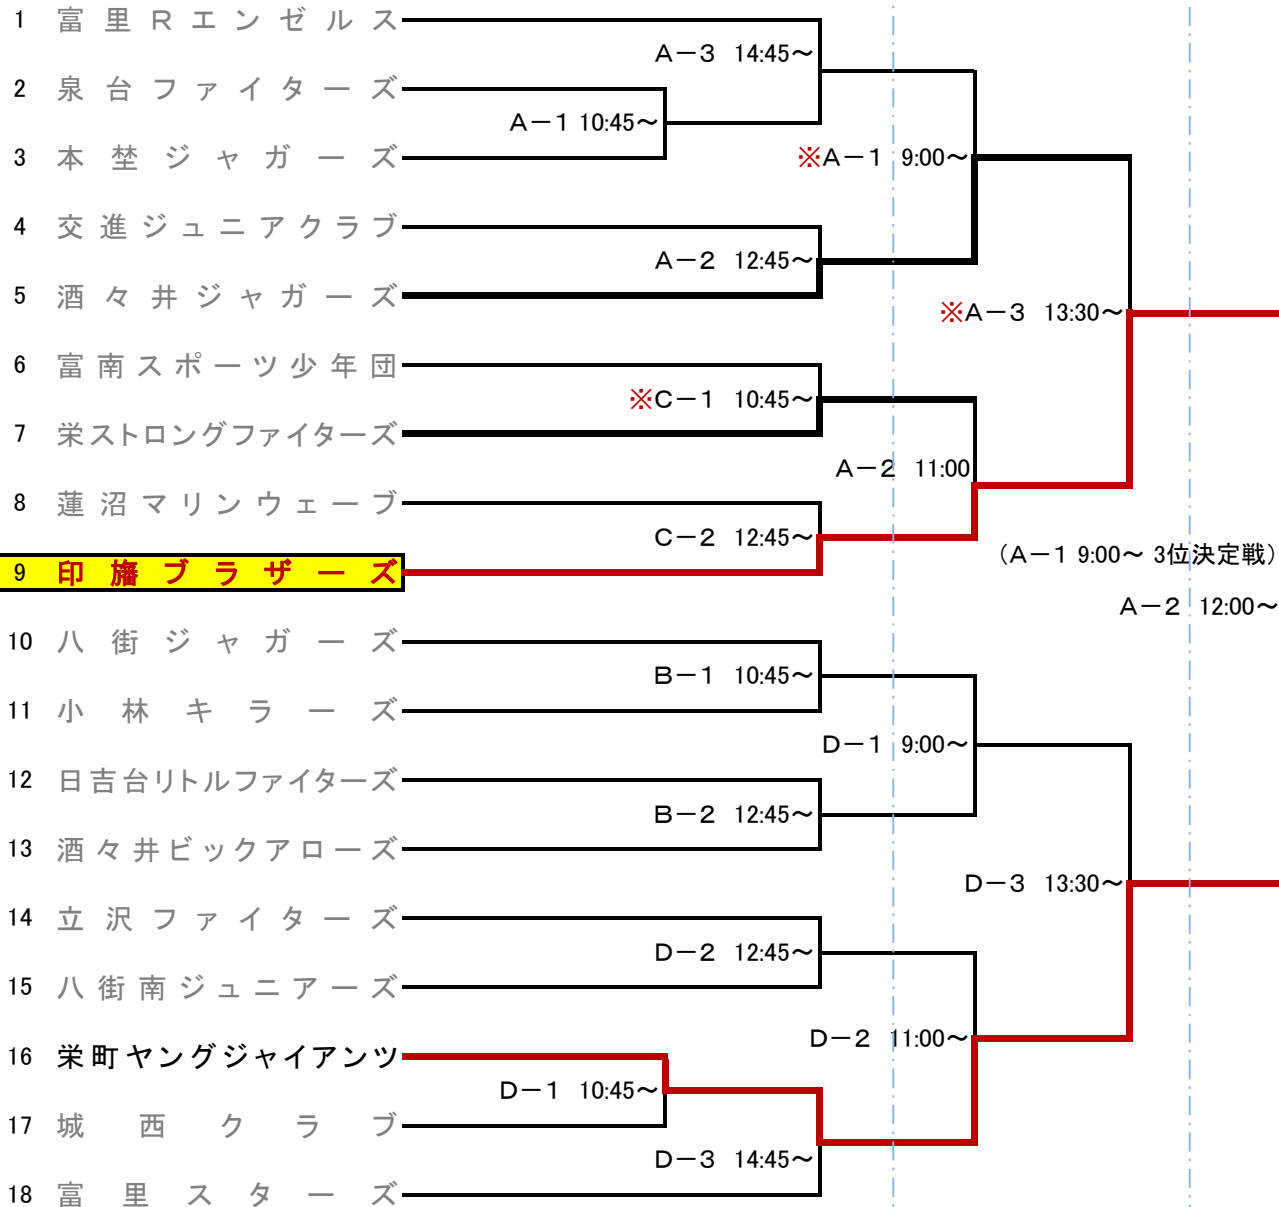 1 富里Rエンゼルス
A－3 14:45～
2 泉台ファイターズ
A－1 10:45～
3 本埜ジャガーズ
※A－1 9:00～
4 交進ジュニアクラブ
A－2 12:45～
5 酒々井ジャガーズ
※A－3 13:30～
6 富南スポーツ少年団
※C－1 10:45～
7 栄ストロングファイターズ
A－2 11:00
8 蓮沼マリンウェーブ
C－2 12:45～
（A－1 9:00～ 3位決定戦）
9 印旛ブラザーズ
A－2 12:00～
10 八街ジャガーズ
B－1 10:45～
11 小林キラーズ
D－1 9:00～
12 日吉台リトルファイターズ
B－2 12:45～
13 酒々井ビックアローズ
D－3 13:30～
14 立沢ファイターズ
D－2 12:45～
15 八街南ジュニアーズ
D－2 11:00～
16 栄町ヤングジャイアンツ
D－1 10:45～
17 城西クラブ
D－3 14:45～
18 富里スターズ